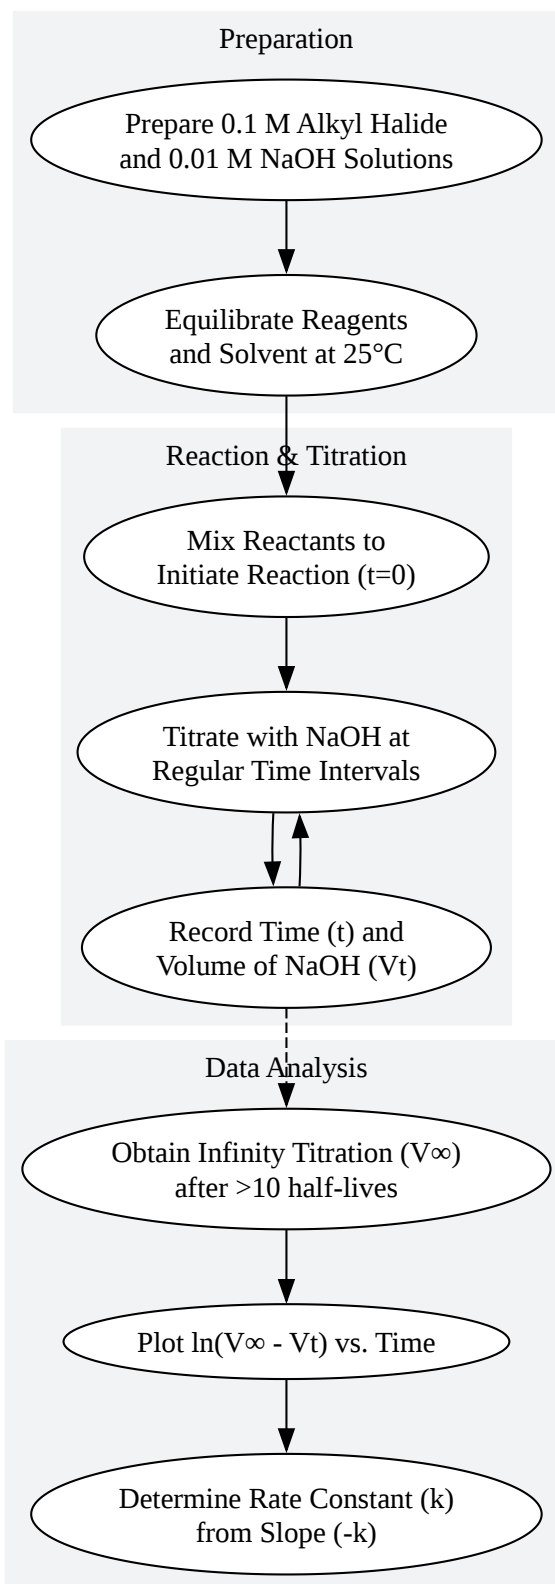 Preparation
Prepare 0.1 M Alkyl Halide
and 0.01 M NaOH Solutions
Equilibrate Reagents
and Solvent at 25°C
Reaction & Titration
Mix Reactants to
Initiate Reaction (t=0)
Titrate with NaOH at
Regular Time Intervals
Record Time (t) and
Volume of NaOH (Vt)
Data Analysis
Obtain Infinity Titration (V∞)
after >10 half-lives
Plot ln(V∞ - Vt) vs. Time
Determine Rate Constant (k)
from Slope (-k)